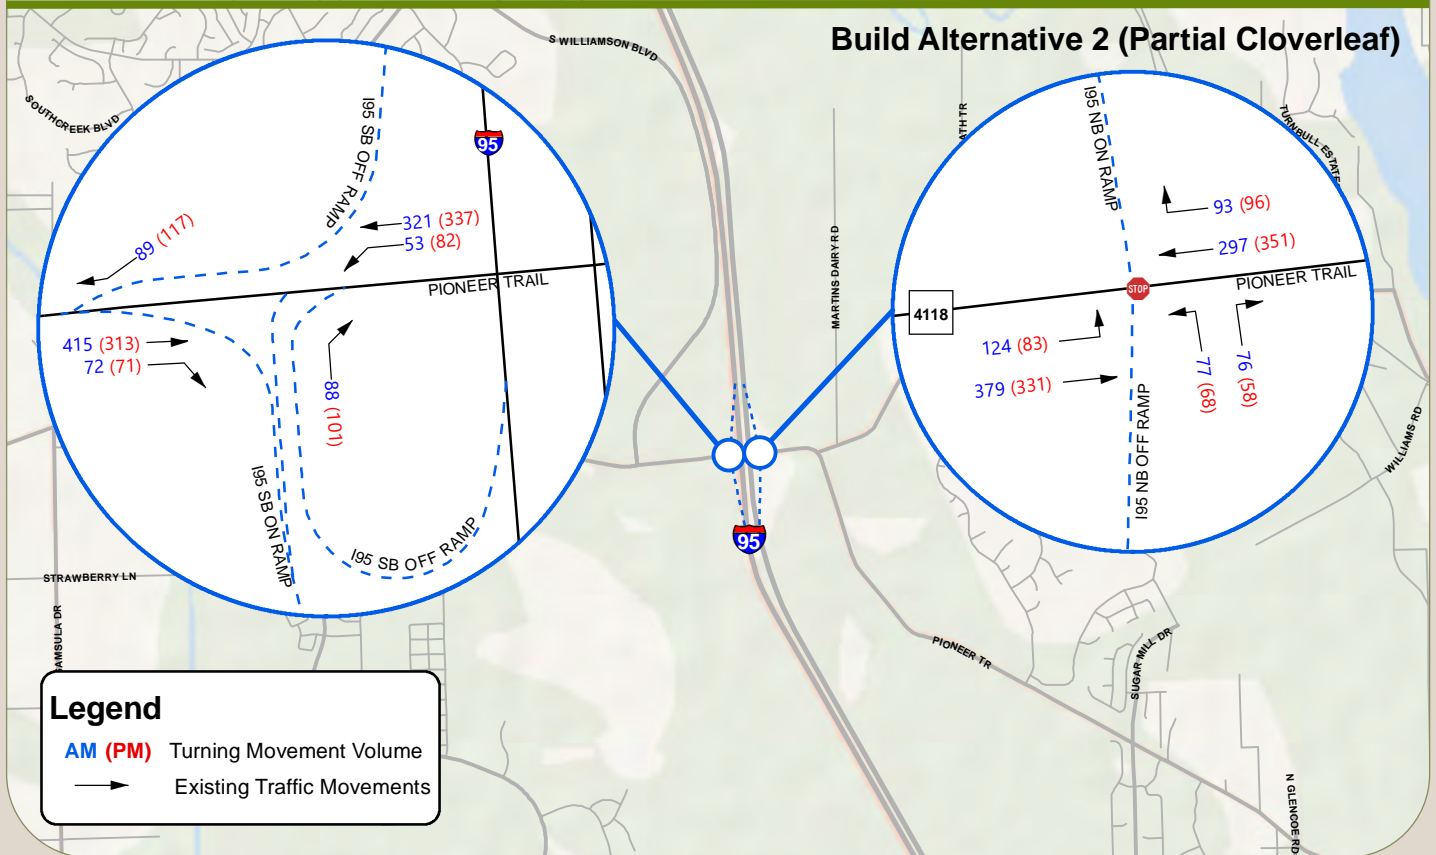 Build Alternative 2 (Partial Cloverleaf)
S WILLIAMSON BLVD
SOUTHCREEK BLVD
I95 SB OFF RAMP
95
89 (117)
321 (337)
53 (82)
PIONEER TRAIL
415 (313)
72 (71)
88 (101)
I95 SB ON RAMP
I95 SB OFF RAMP
MARTINS DAIRY RD
ATH TR
TURNBULL ESTATE
I95 NB ON RAMP
93 (96)
297 (351)
STOP
PIONEER TRAIL
4118
124 (83)
379 (331)
77 (68)
76 (58)
I95 NB OFF RAMP
WILLIAMS RD
95
STRAWBERRY LN
SAMSULA DR
PIONEER TR
SUGAR MILL DR
N GLENCOE RD
Legend
AM (PM) Turning Movement Volume
Existing Traffic Movements